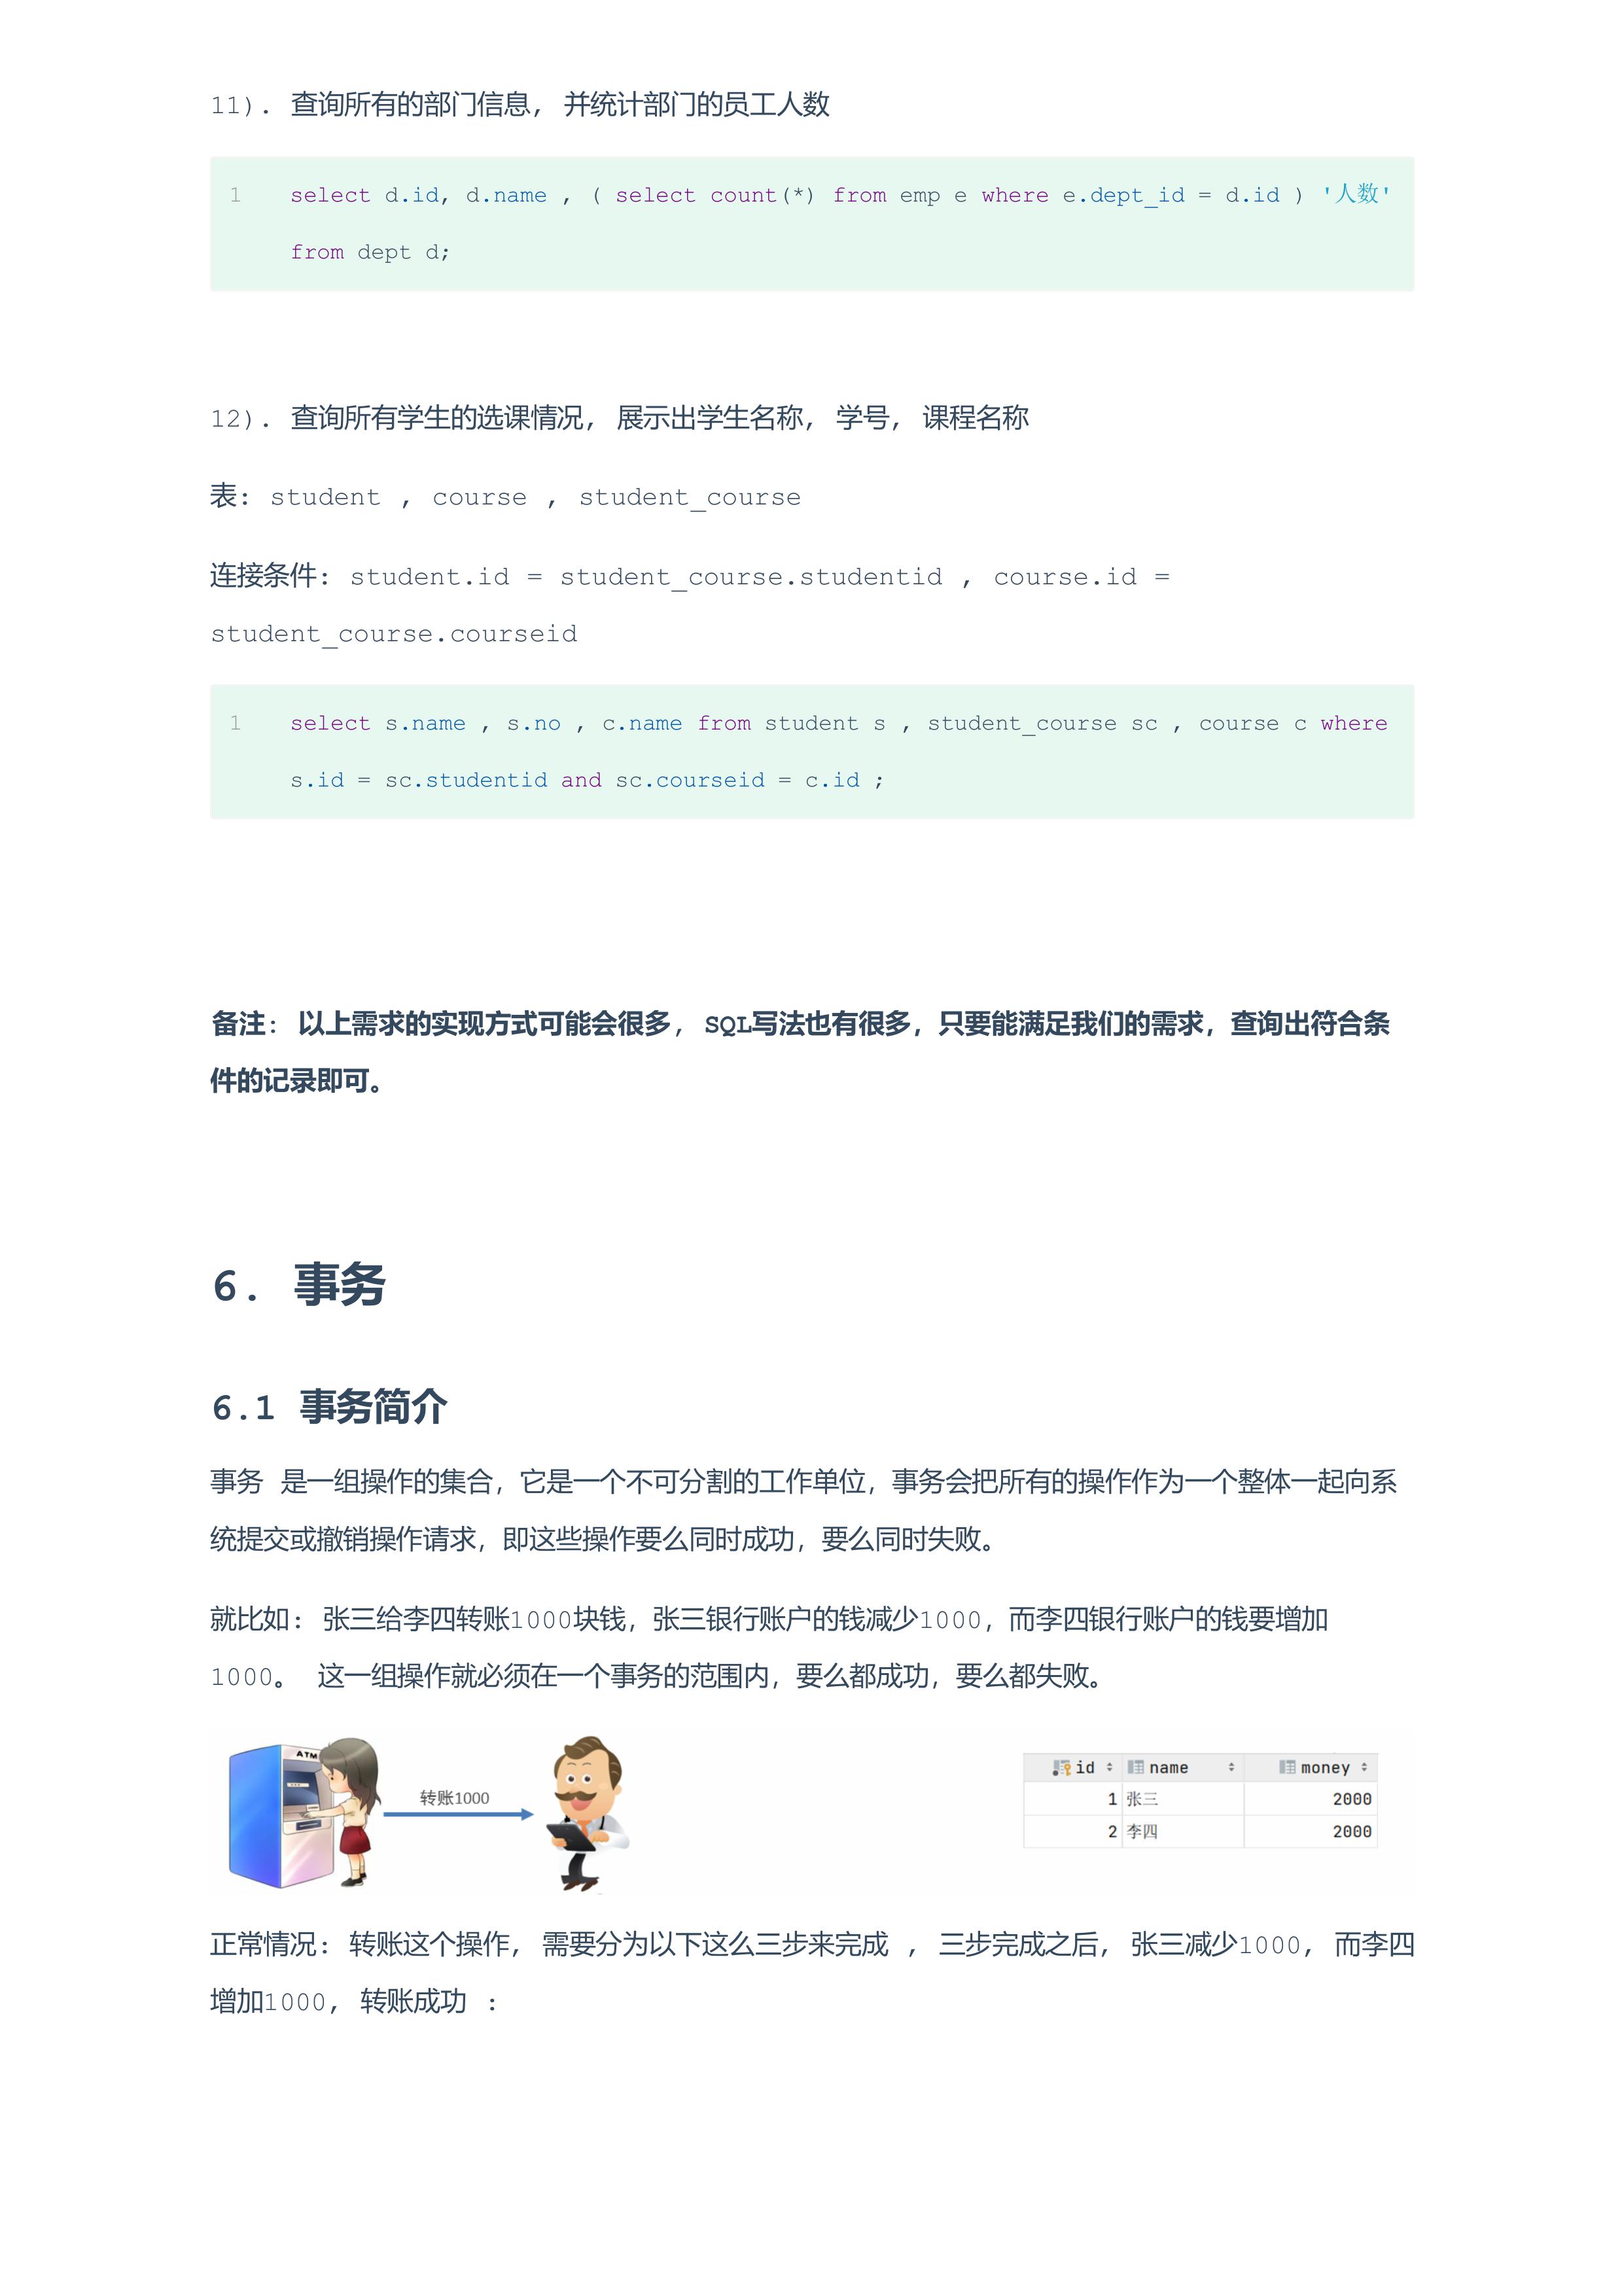 11). 查询所有的部门信息, 并统计部门的员工人数
1 select d.id, d.name , ( select count(*) from emp e where e.dept_id = d.id ) '人数'
from dept d;
12). 查询所有学生的选课情况, 展示出学生名称, 学号, 课程名称
表: student , course , student_course
连接条件: student.id = student_course.studentid , course.id =
student_course.courseid
1 select s.name , s.no , c.name from student s , student_course sc , course c where
s.id = sc.studentid and sc.courseid = c.id ;
备注: 以上需求的实现方式可能会很多, SQL写法也有很多，只要能满足我们的需求，查询出符合条
件的记录即可。
6. 事务
6.1 事务简介
事务 是一组操作的集合，它是一个不可分割的工作单位，事务会把所有的操作作为一个整体一起向系
统提交或撤销操作请求，即这些操作要么同时成功，要么同时失败。
就比如: 张三给李四转账1000块钱，张三银行账户的钱减少1000，而李四银行账户的钱要增加
1000。 这一组操作就必须在一个事务的范围内，要么都成功，要么都失败。
ATM
转账1000
id name money
1 张三 2000
2 李四 2000
正常情况: 转账这个操作, 需要分为以下这么三步来完成 , 三步完成之后, 张三减少1000, 而李四
增加1000, 转账成功 :